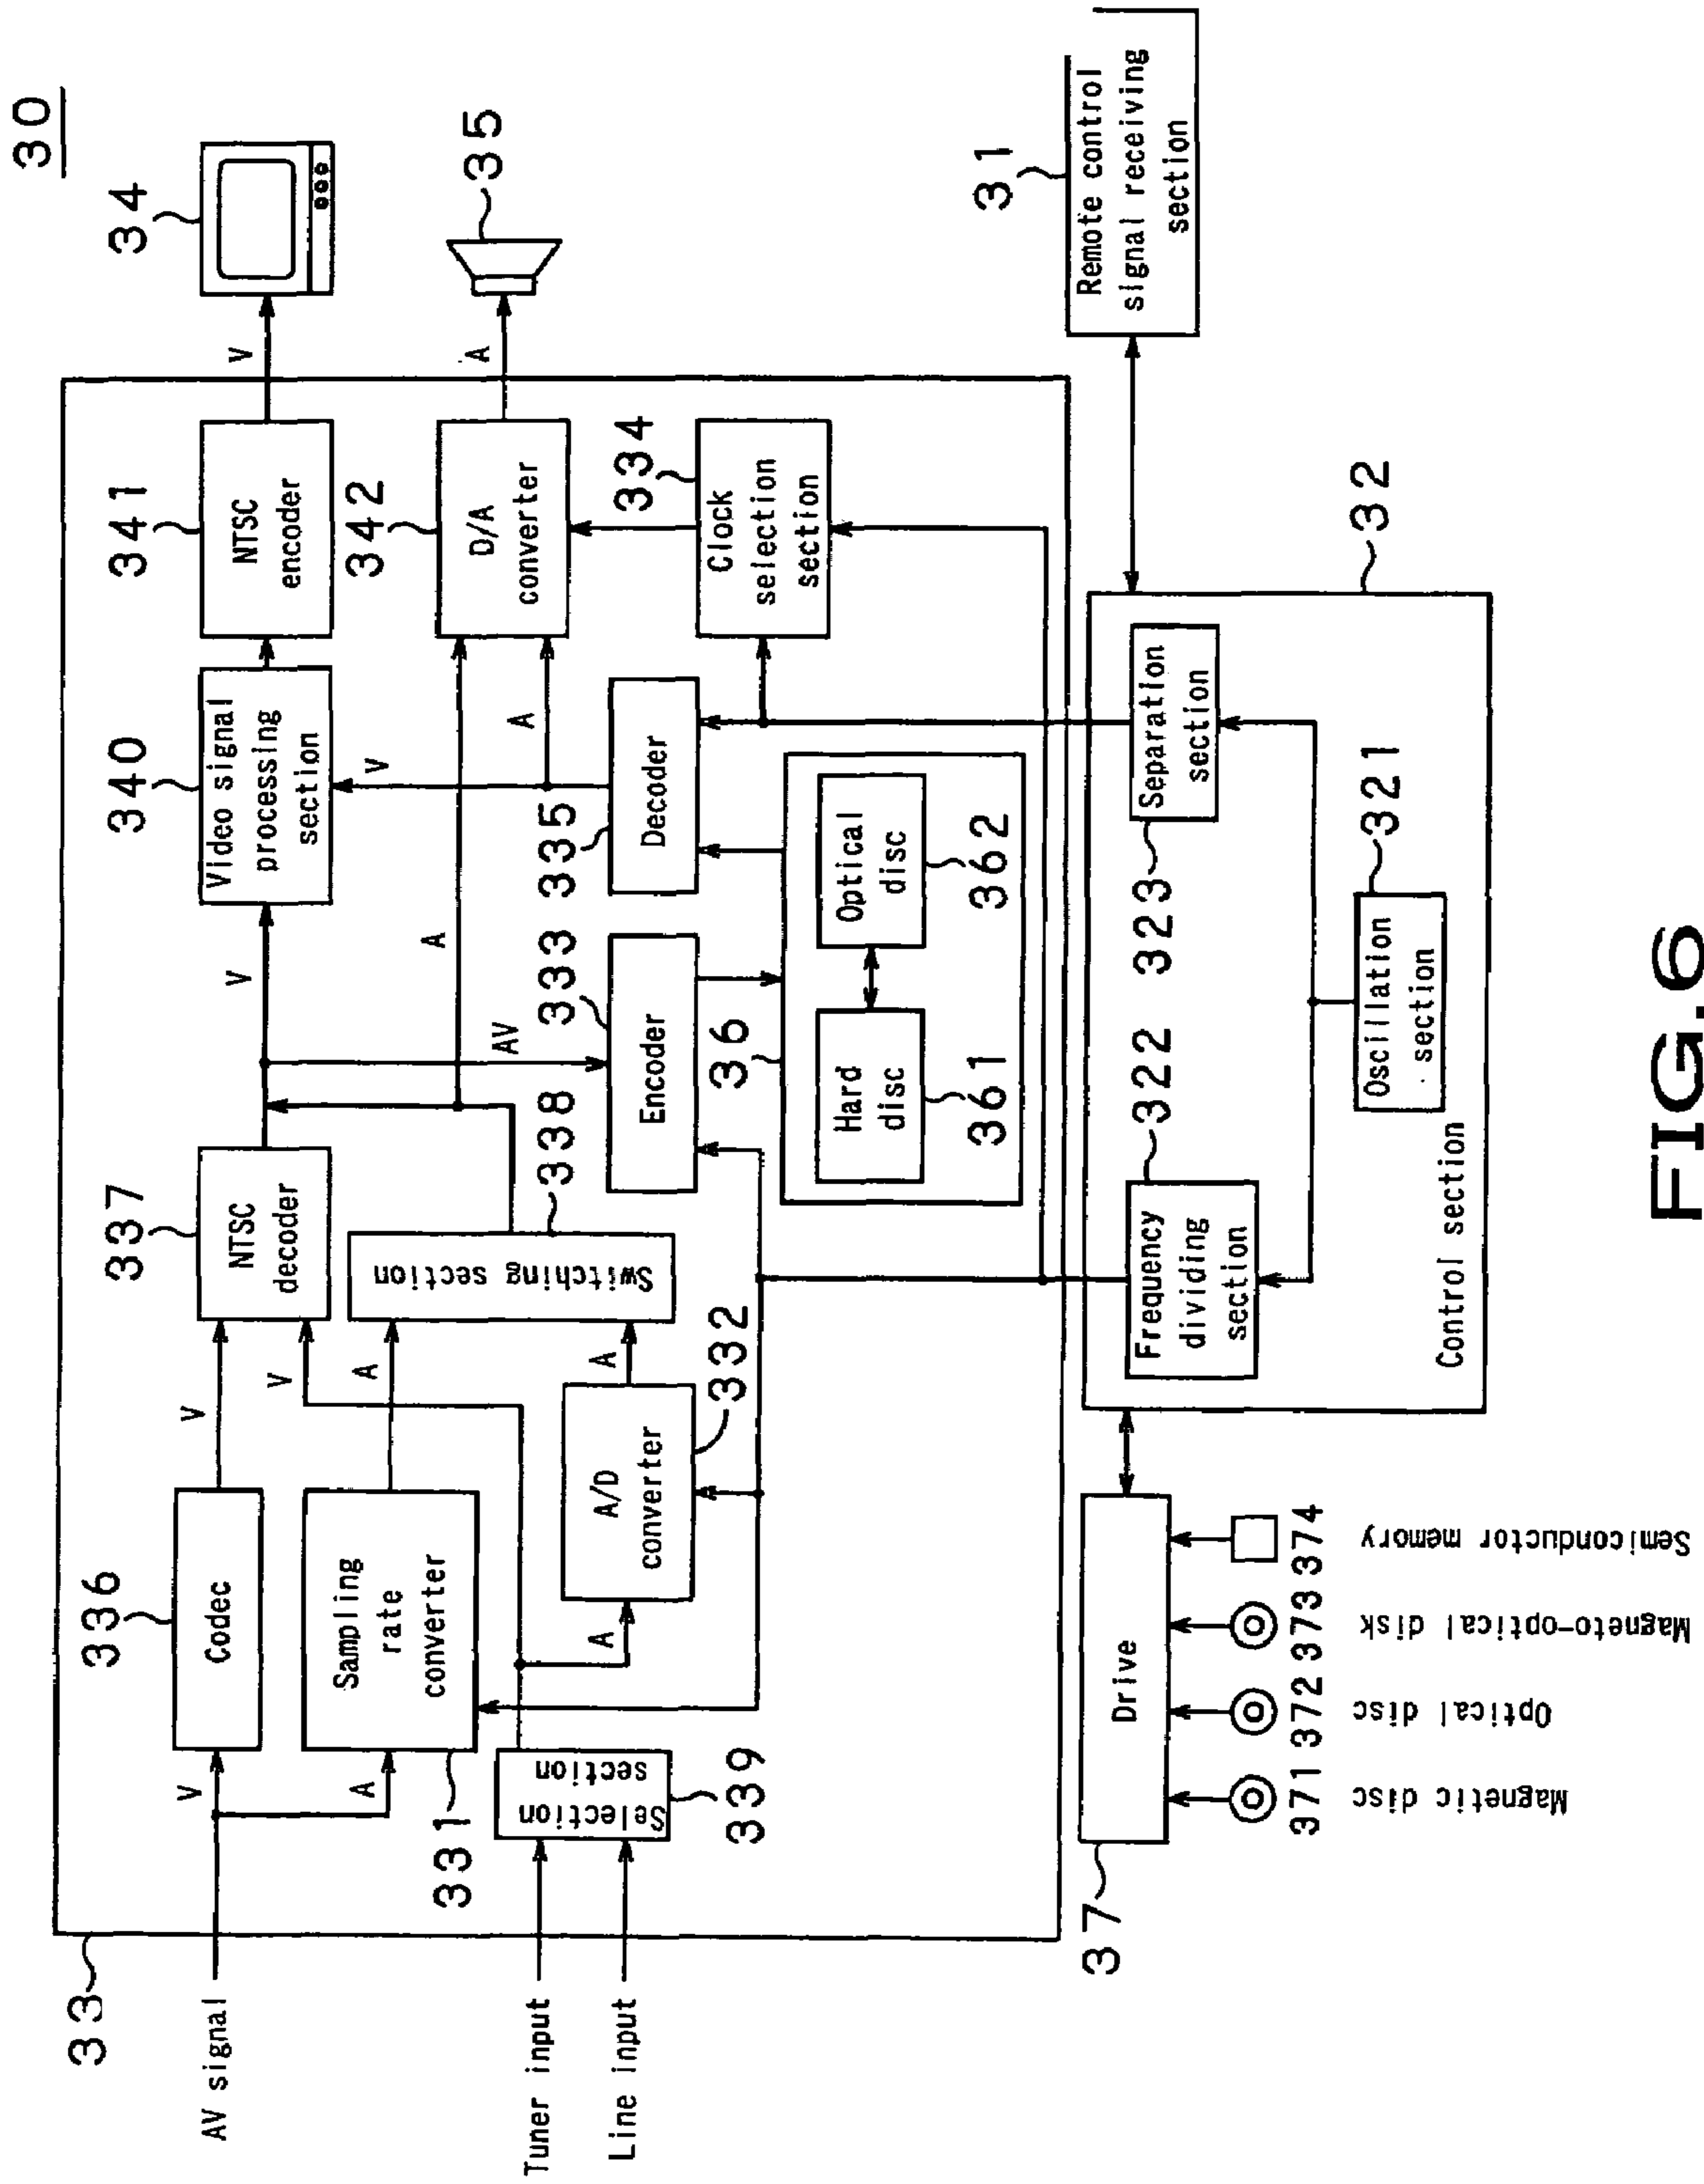 30
33
AV signal
V
A
336
Codec
V
331
Sampling
rate
converter
A
V
Tuner input
Line input
339
Selection
section
A
332
A/D
converter
A
337
NTSC
decoder
338
Switching section
V
AV
A
333
Encoder
36
361
Hard
disc
362
Optical
disc
335
Decoder
V
A
340
Video signal
processing
section
341
NTSC
encoder
V
34
342
D/A
converter
A
35
334
Clock
selection
section
31
Remote control
signal receiving
section
32
322
Frequency
dividing
section
323
Separation
section
321
Oscillation
section
Control section
37
Drive
371
372
373
374
Magnetic disc
Optical disc
Magneto-optical disk
Semiconductor memory
FIG.6